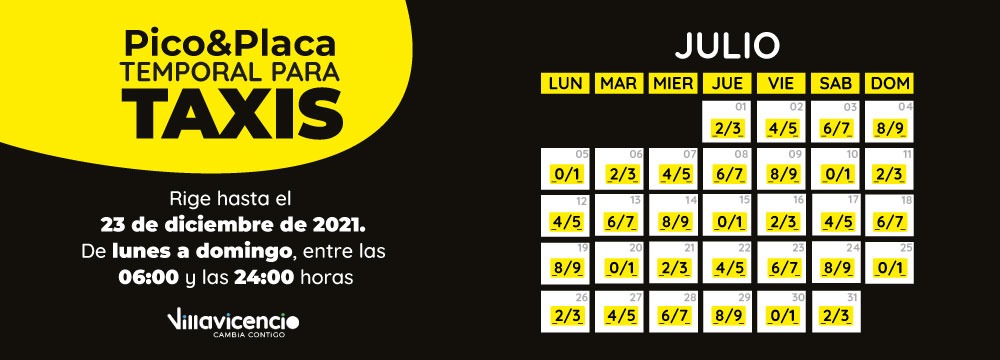 Pico&Placa
TEMPORAL PARA
TAXIS
Rige hasta el
23 de diciembre de 2021.
De lunes a domingo, entre las
06:00 y las 24:00 horas
Villavicencio
CAMBIA CONTIGO
JULIO
LUN MAR MIER JUE VIE SAB DOM
01 02 03 04
2/3 4/5 6/7 8/9
05 06 07 08 09 10 11
0/1 2/3 4/5 6/7 8/9 0/1 2/3
12 13 14 15 16 17 18
4/5 6/7 8/9 0/1 2/3 4/5 6/7
19 20 21 22 23 24 25
8/9 0/1 2/3 4/5 6/7 8/9 0/1
26 27 28 29 30 31
2/3 4/5 6/7 8/9 0/1 2/3